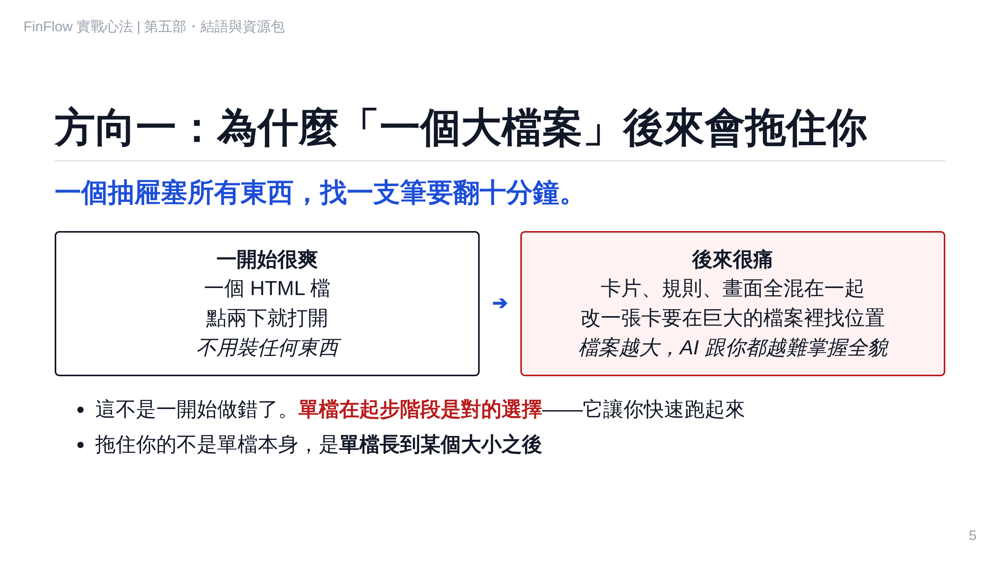 FinFlow 實戰心法 | 第五部・結語與資源包
方向一：為什麼「一個大檔案」後來會拖住你
一個抽屜塞所有東西，找一支筆要翻十分鐘。
一開始很爽
一個 HTML 檔
點兩下就打開
不用裝任何東西
➔
後來很痛
卡片、規則、畫面全混在一起
改一張卡要在巨大的檔案裡找位置
檔案越大，AI 跟你都越難掌握全貌
• 這不是一開始做錯了。單檔在起步階段是對的選擇——它讓你快速跑起來
• 拖住你的不是單檔本身，是單檔長到某個大小之後
5